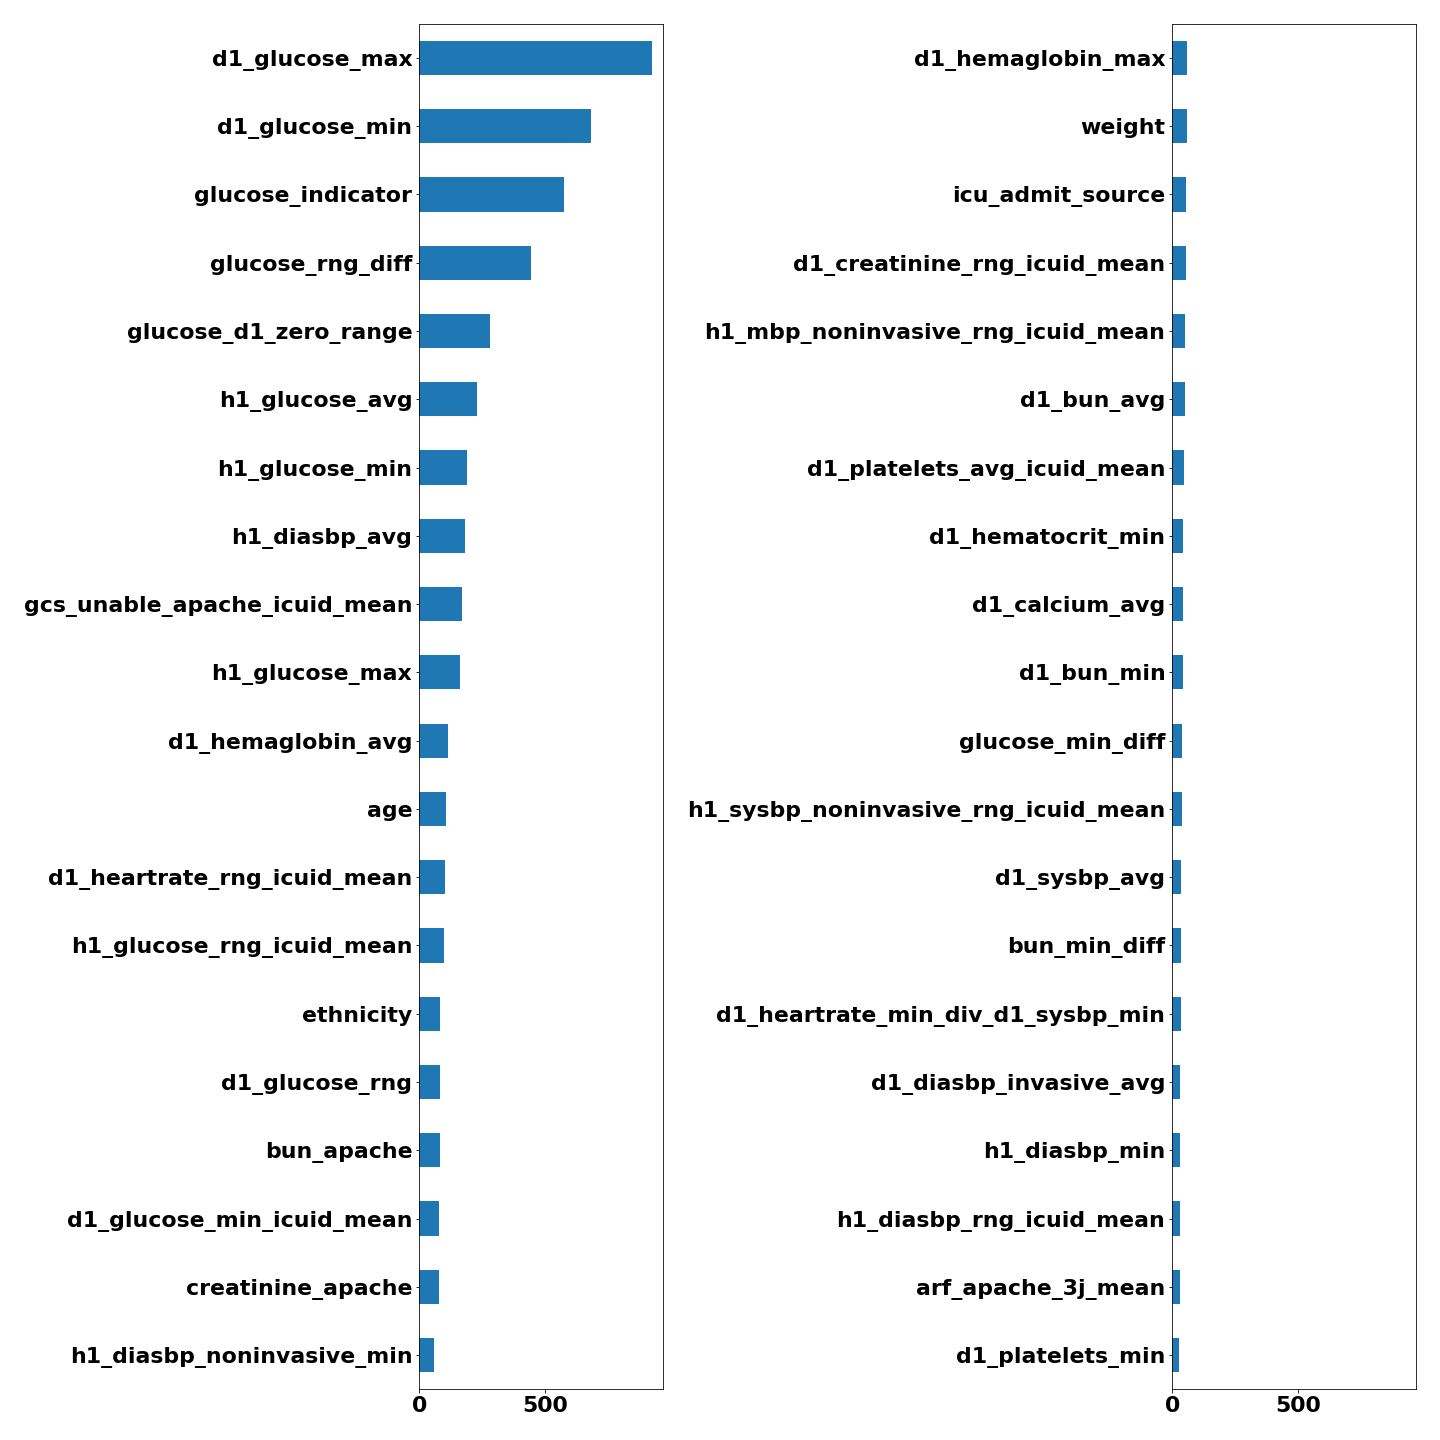 d1_glucose_max
d1_glucose_min
glucose_indicator
glucose_rng_diff
glucose_d1_zero_range
h1_glucose_avg
h1_glucose_min
h1_diasbp_avg
gcs_unable_apache_icuid_mean
h1_glucose_max
d1_hemaglobin_avg
age
d1_heartrate_rng_icuid_mean
h1_glucose_rng_icuid_mean
ethnicity
d1_glucose_rng
bun_apache
d1_glucose_min_icuid_mean
creatinine_apache
h1_diasbp_noninvasive_min
0 500
d1_hemaglobin_max
weight
icu_admit_source
d1_creatinine_rng_icuid_mean
h1_mbp_noninvasive_rng_icuid_mean
d1_bun_avg
d1_platelets_avg_icuid_mean
d1_hematocrit_min
d1_calcium_avg
d1_bun_min
glucose_min_diff
h1_sysbp_noninvasive_rng_icuid_mean
d1_sysbp_avg
bun_min_diff
d1_heartrate_min_div_d1_sysbp_min
d1_diasbp_invasive_avg
h1_diasbp_min
h1_diasbp_rng_icuid_mean
arf_apache_3j_mean
d1_platelets_min
0 500